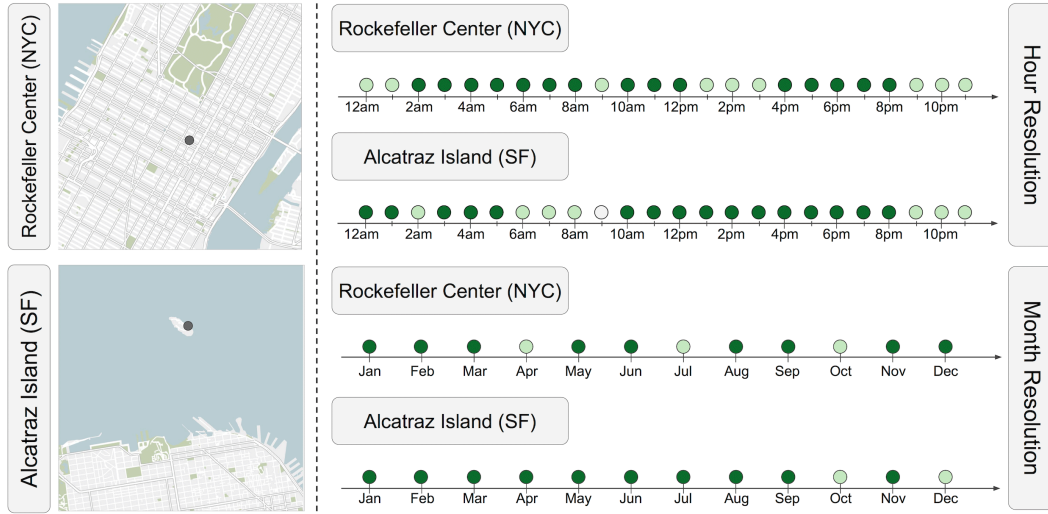 Rockefeller Center (NYC)
Alcatraz Island (SF)
Rockefeller Center (NYC)
12am 2am 4am 6am 8am 10am 12pm 2pm 4pm 6pm 8pm 10pm
Alcatraz Island (SF)
12am 2am 4am 6am 8am 10am 12pm 2pm 4pm 6pm 8pm 10pm
Hour Resolution
Rockefeller Center (NYC)
Jan Feb Mar Apr May Jun Jul Aug Sep Oct Nov Dec
Alcatraz Island (SF)
Jan Feb Mar Apr May Jun Jul Aug Sep Oct Nov Dec
Month Resolution